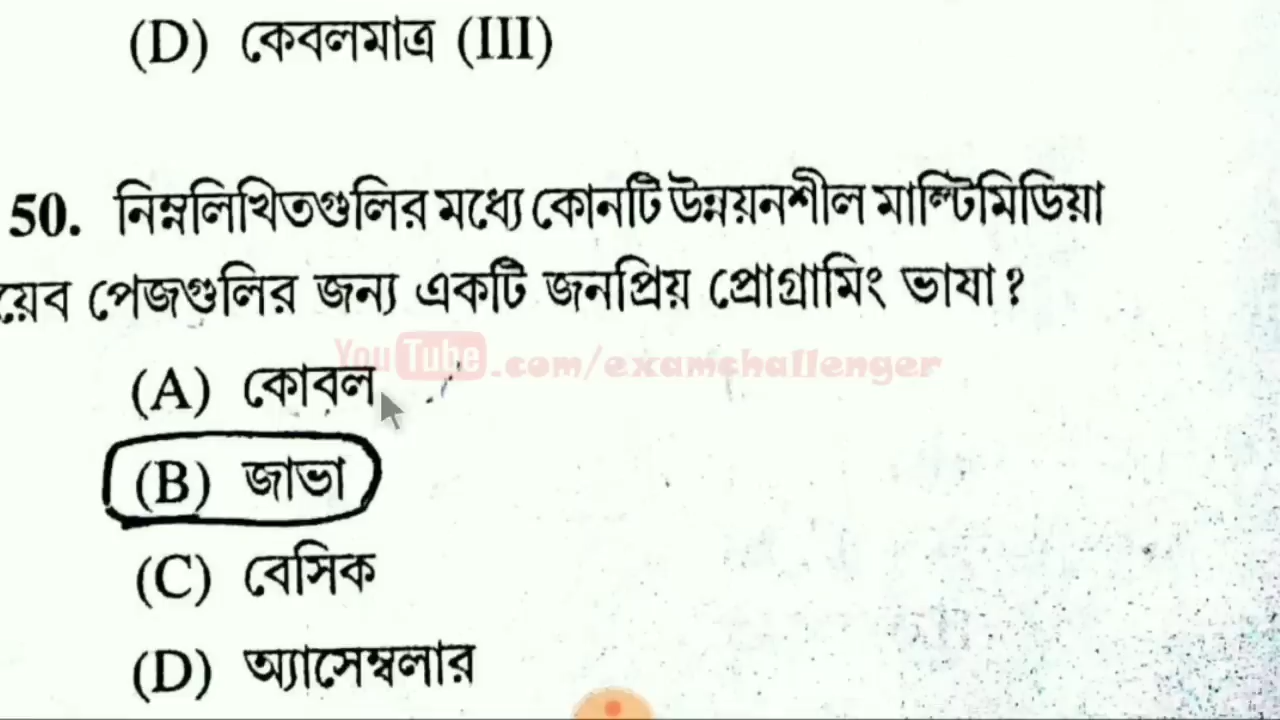 (D) কেবলমাত্র (III)
50. নিম্নলিখিতগুলির মধ্যে কোনটি উন্নয়নশীল মাল্টিমিডিয়া
য়েব পেজগুলির জন্য একটি জনপ্রিয় প্রোগ্রামিং ভাষা?
YouTube.com/examchallenger
(A) কোবল
(B) জাভা
(C) বেসিক
(D) অ্যাসেম্বলার